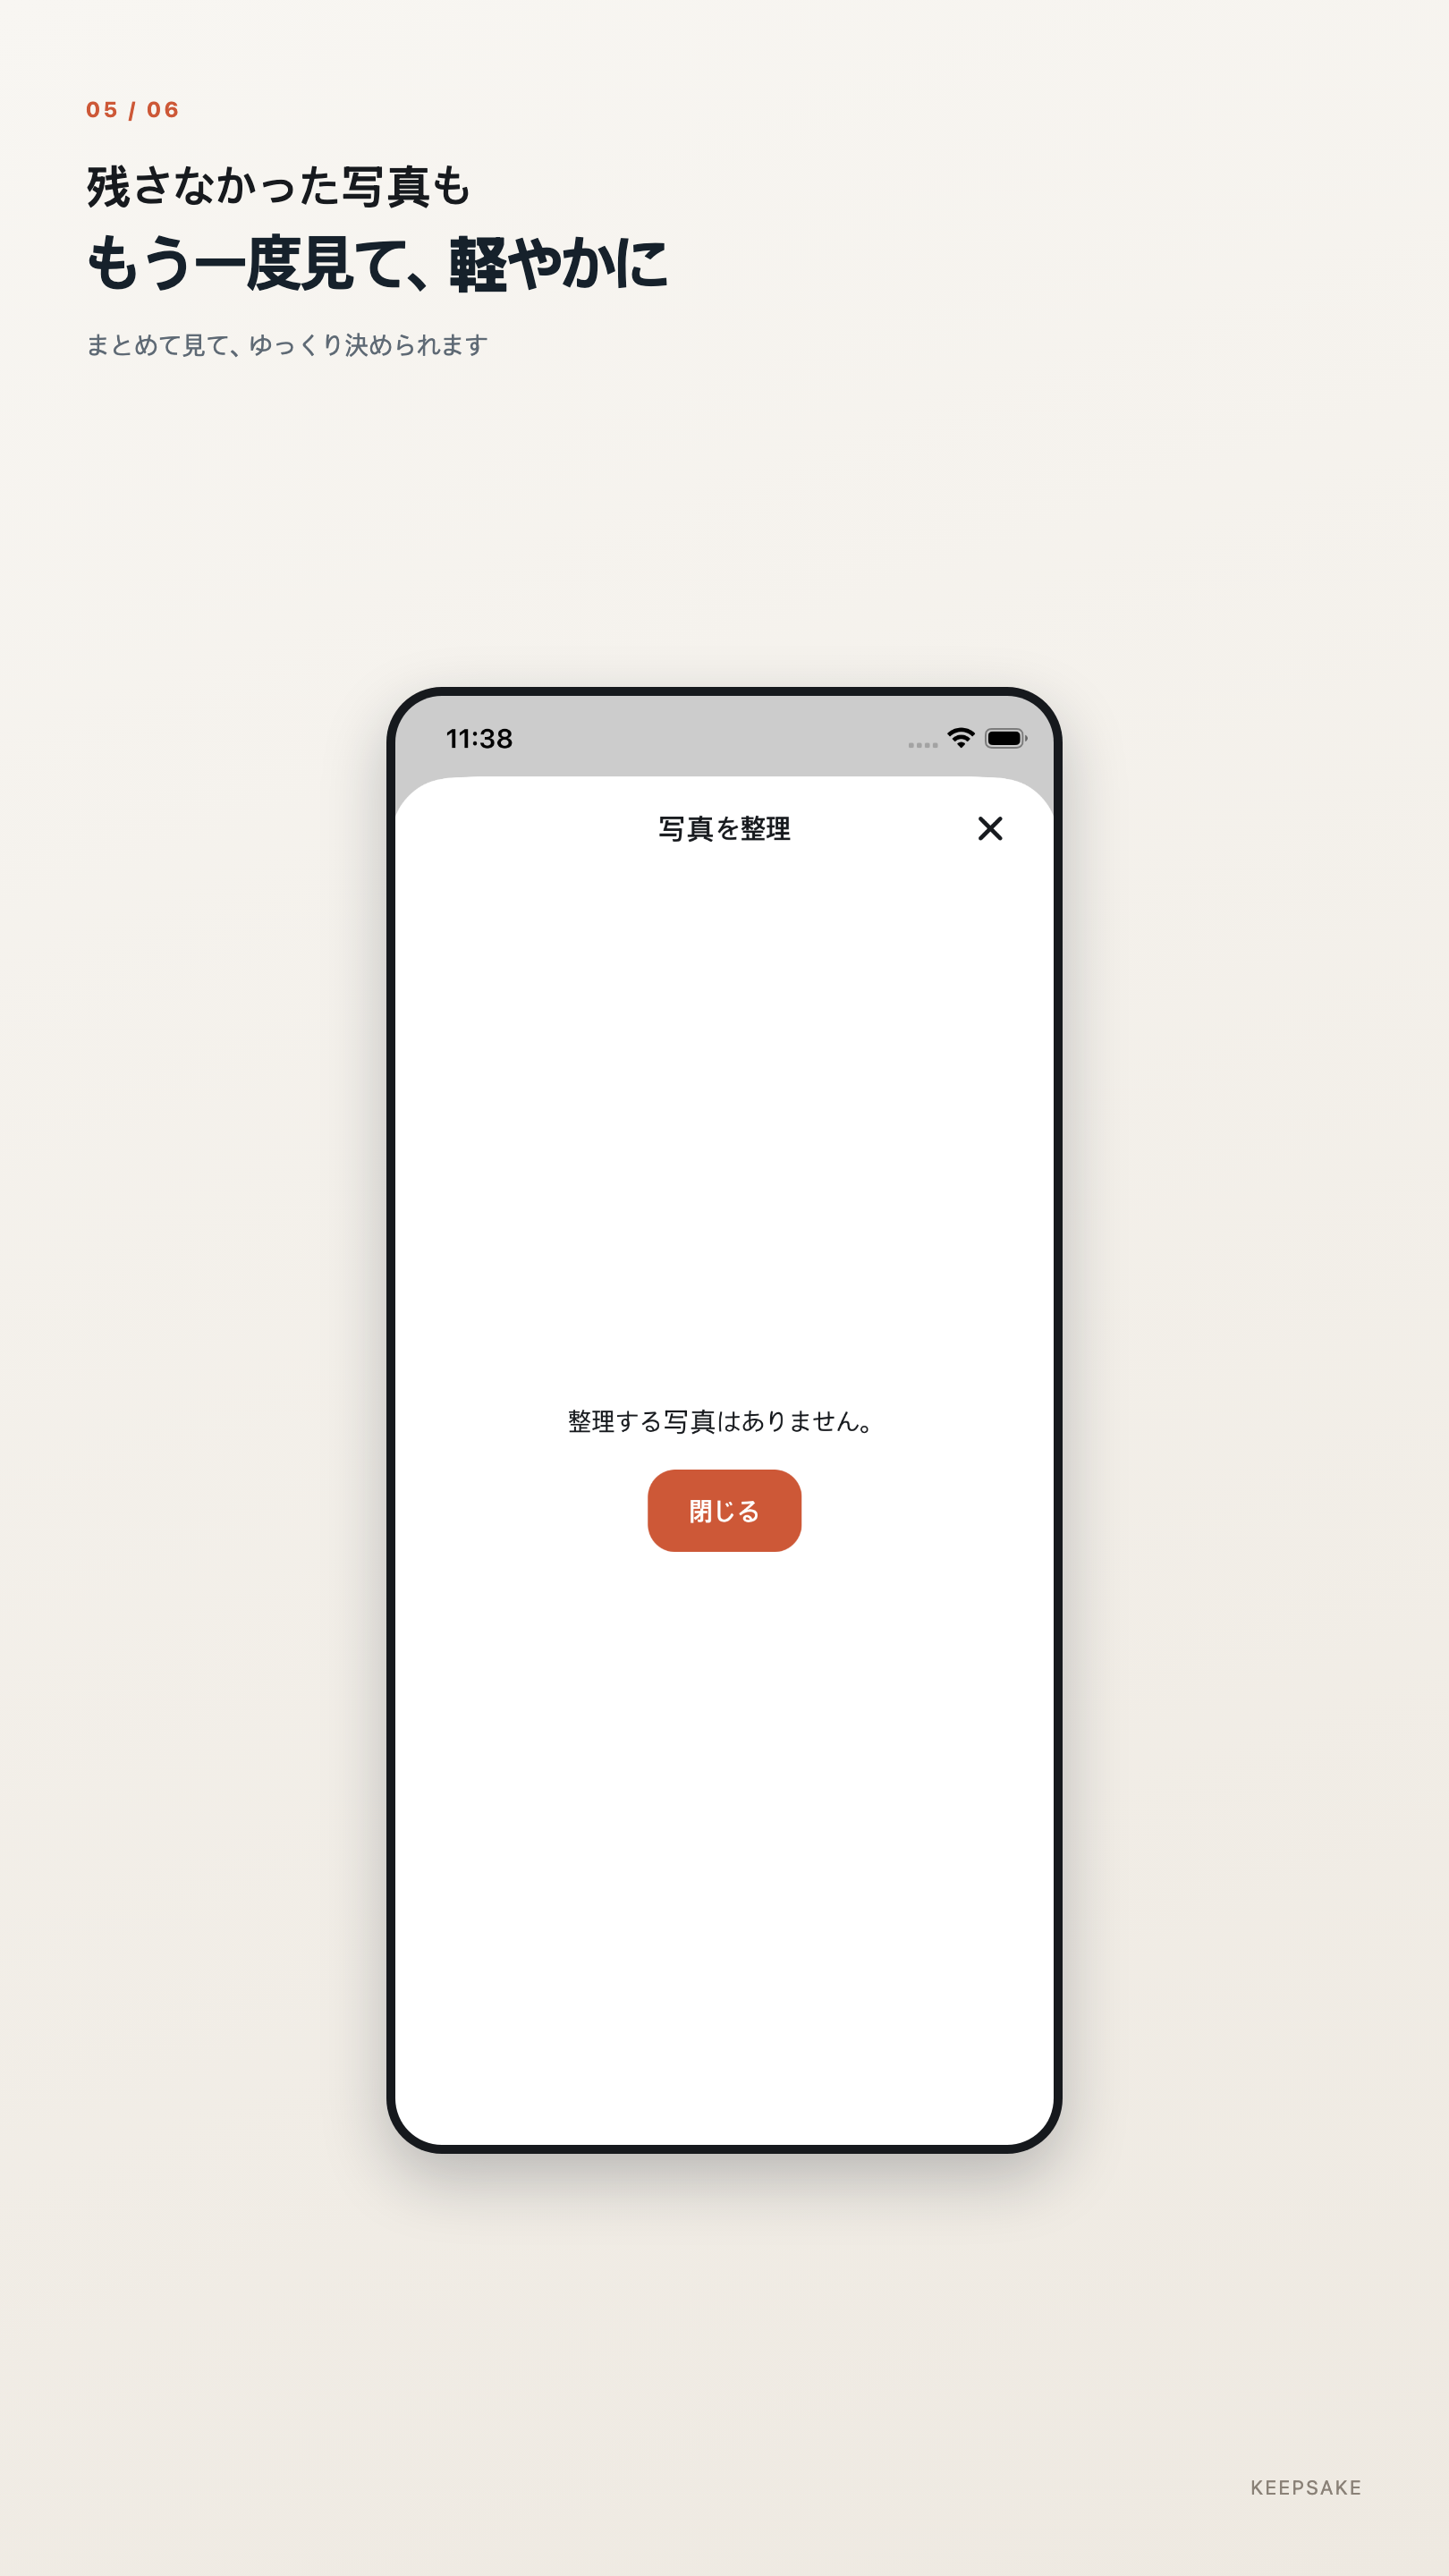 05 / 06
残さなかった写真も
もう一度見て、軽やかに
まとめて見て、ゆっくり決められます
11:38
写真を整理
整理する写真はありません。
閉じる
KEEPSAKE